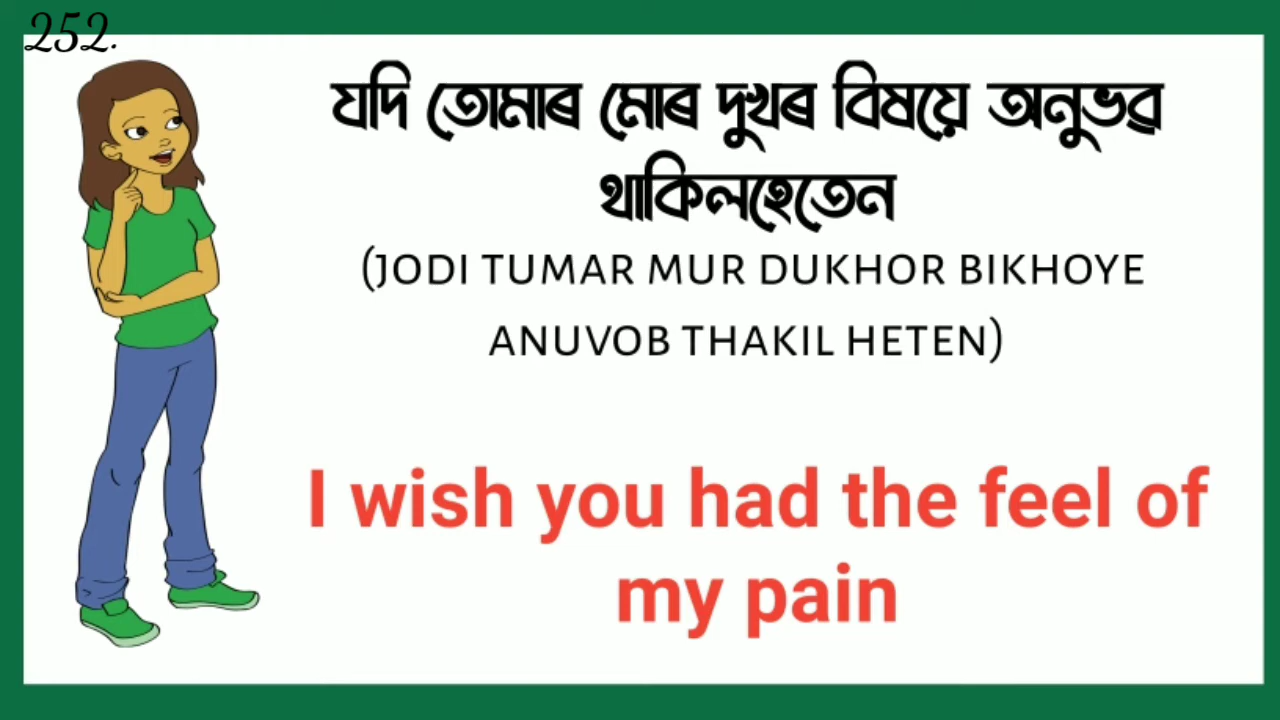 252.
যদি তোমাৰ মোৰ দুখৰ বিষয়ে অনুভৱ
থাকিলহেতেন
(JODI TUMAR MUR DUKHOR BIKHOYE
ANUVOB THAKIL HETEN)
I wish you had the feel of
my pain